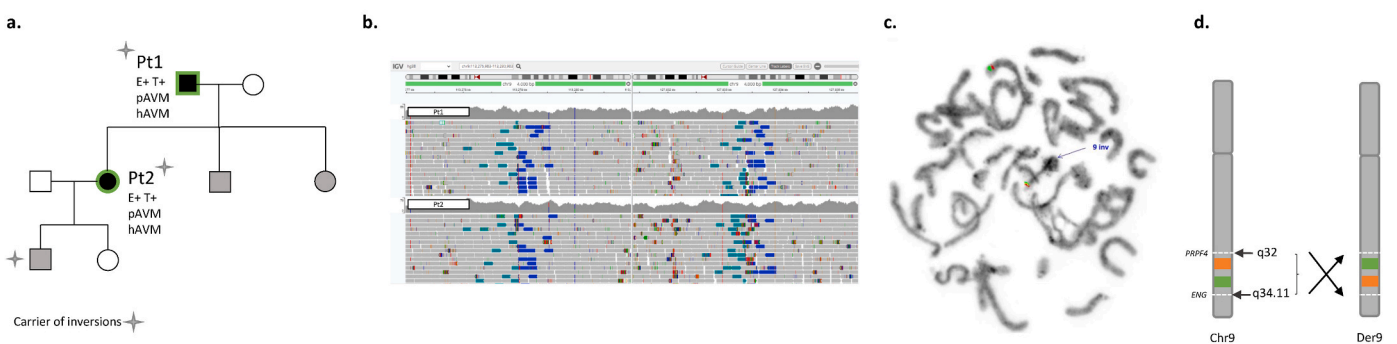 a.
Pt1
E+ T+
pAVM
hAVM
Pt2
E+ T+
pAVM
hAVM
Carrier of inversions
b.
IGV
Pt1
Pt2
c.
9 inv
d.
PRPF4
q32
ENG
q34.11
Chr9
Der9